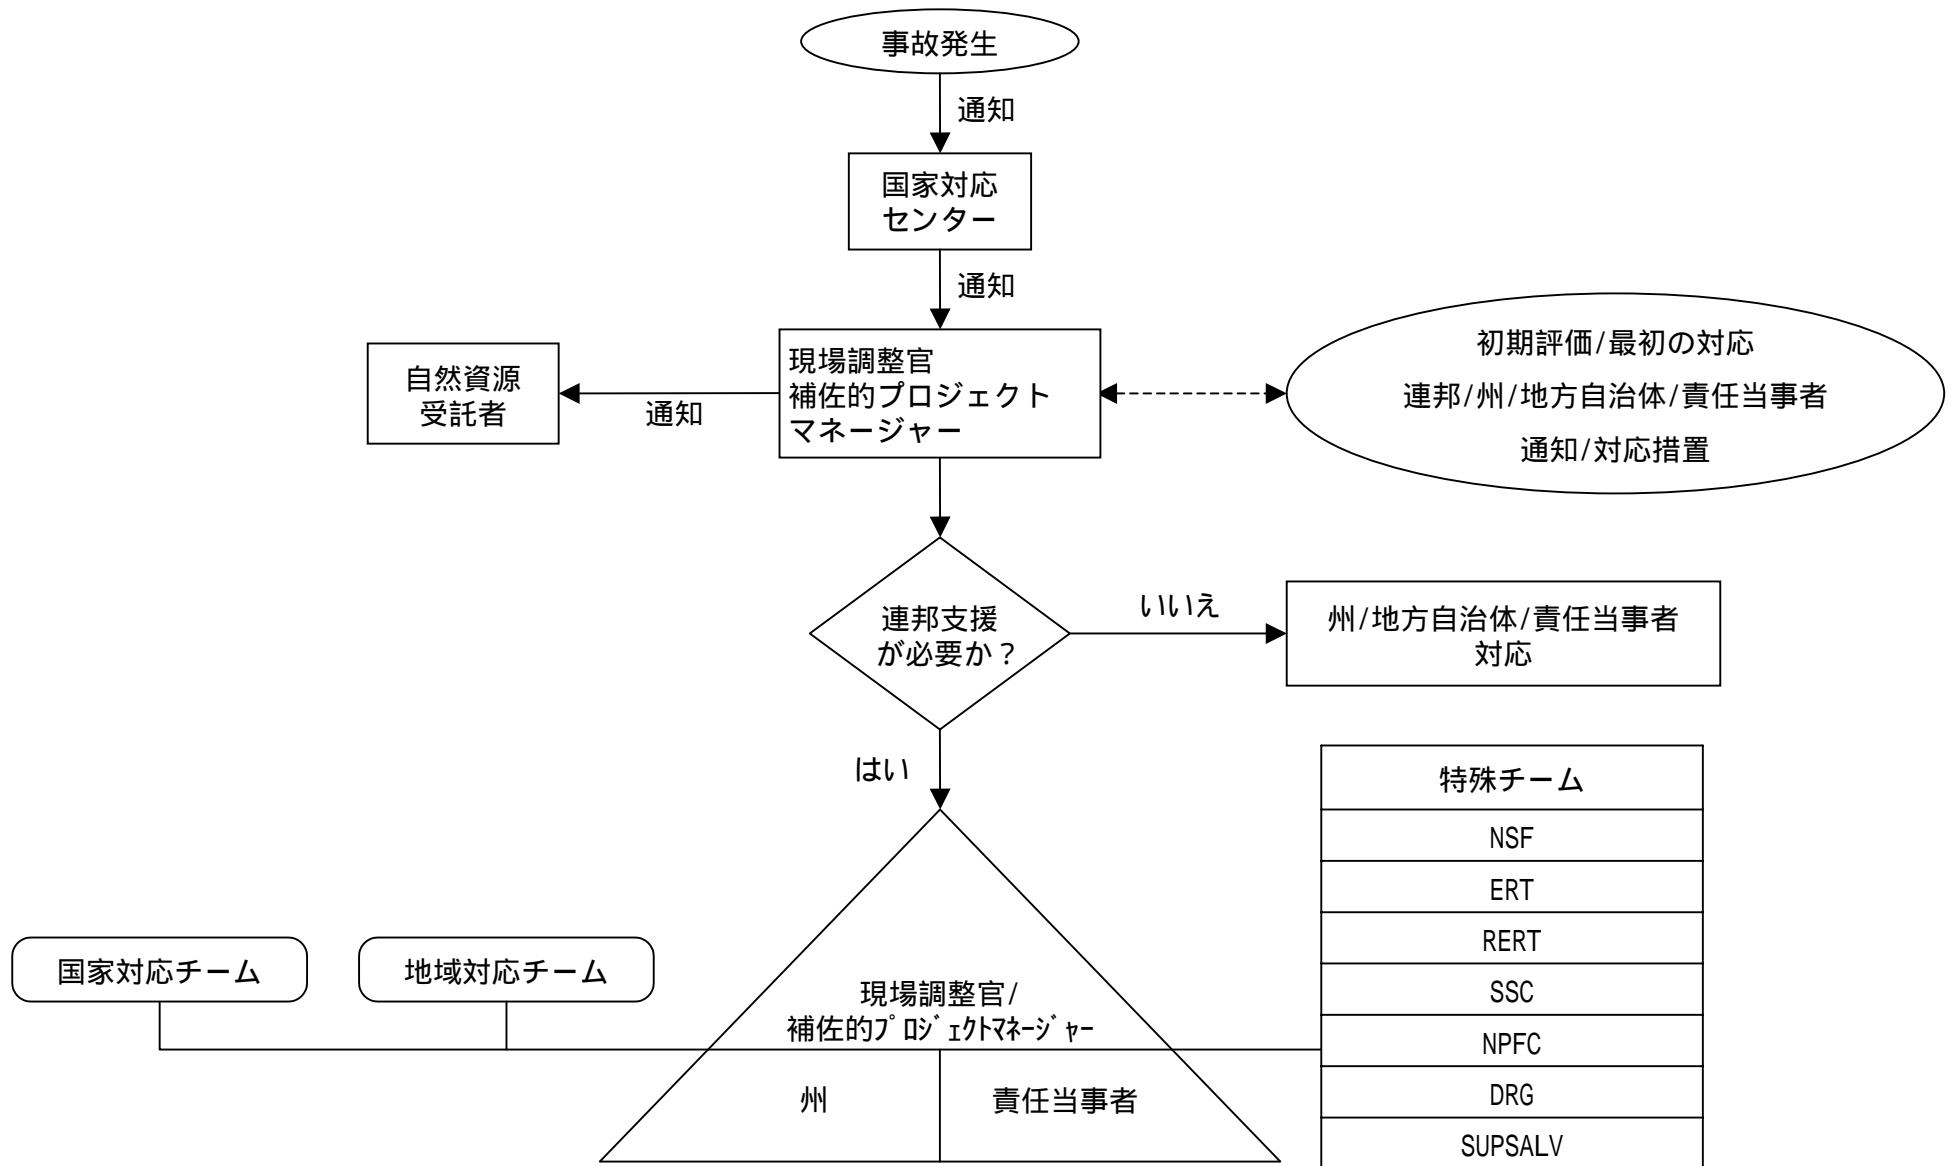 事故発生
通知
国家対応
センター
通知
自然資源
受託者
通知
現場調整官
補佐的プロジェクト
マネージャー
初期評価/最初の対応
連邦/州/地方自治体/責任当事者
通知/対応措置
連邦支援
が必要か？
いいえ
州/地方自治体/責任当事者
対応
はい
特殊チーム
NSF
ERT
RERT
SSC
NPFC
DRG
SUPSALV
国家対応チーム
地域対応チーム
現場調整官/
補佐的ﾌﾟﾛｼﾞｪｸﾄﾏﾈｰｼﾞｬｰ
州
責任当事者